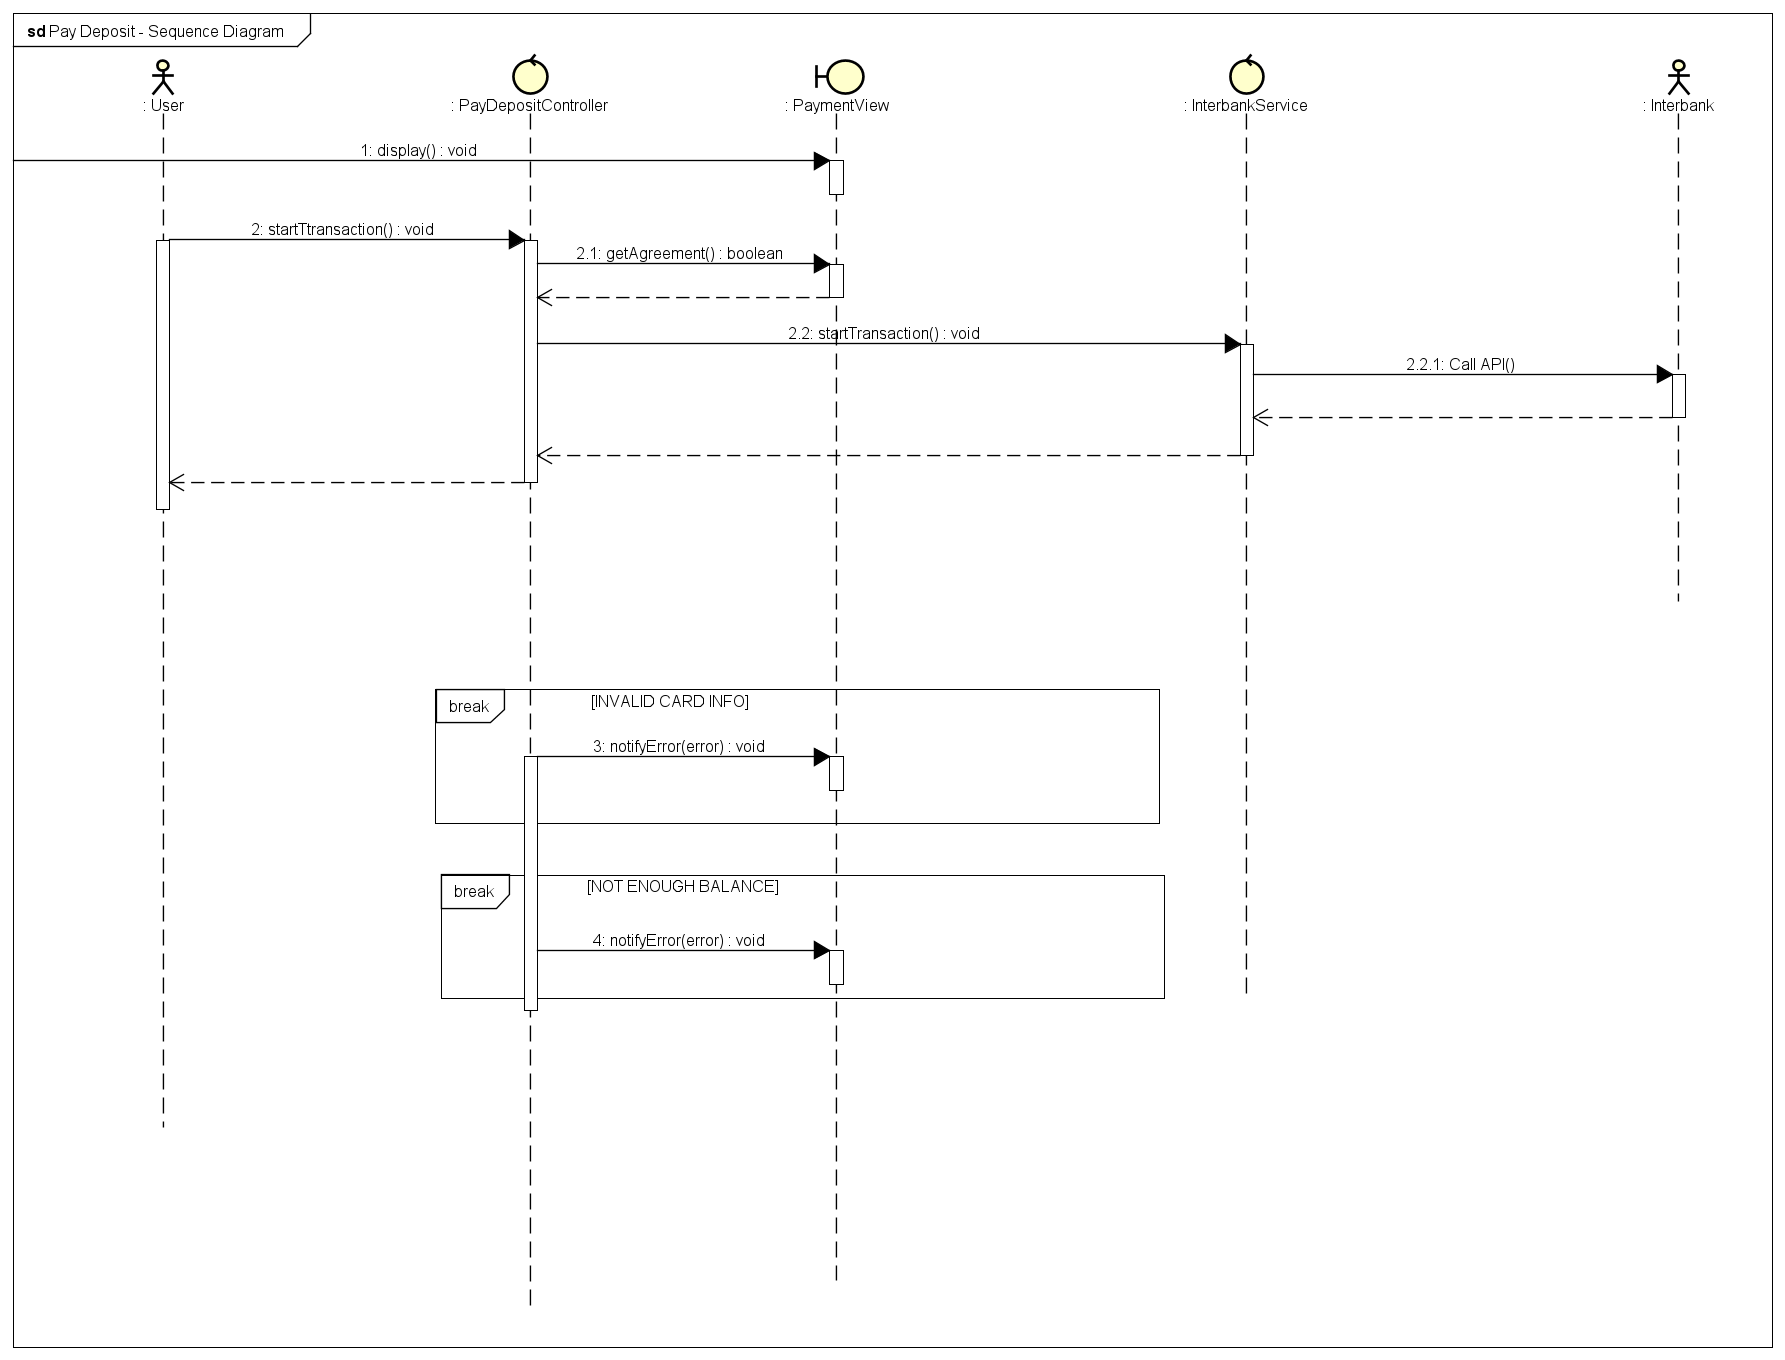 sd Pay Deposit - Sequence Diagram
: User
: PayDepositController
: PaymentView
: InterbankService
: Interbank
1: display() : void
2: startTtransaction() : void
2.1: getAgreement() : boolean
2.2: startTransaction() : void
2.2.1: Call API()
break
[INVALID CARD INFO]
3: notifyError(error) : void
break
[NOT ENOUGH BALANCE]
4: notifyError(error) : void